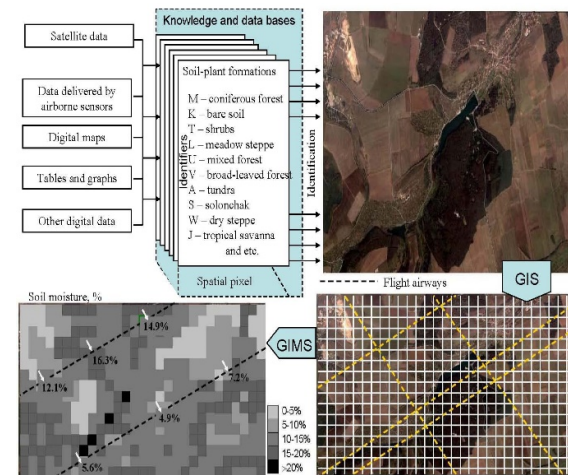 Knowledge and data bases
Satellite data
Data delivered by
airborne sensors
Digital maps
Tables and graphs
Other digital data
Identifiers
Soil-plant formations
M – coniferous forest
K – bare soil
T – shrubs
L – meadow steppe
U – mixed forest
V – broad-leaved forest
A – tundra
S – solonchak
W – dry steppe
J – tropical savanna
and etc.
Spatial pixel
Identification
Flight airways
GIS
Soil moisture, %
14.9%
16.3%
12.1%
7.2%
4.9%
5.6%
GIMS
0-5%
5-10%
10-15%
15-20%
>20%